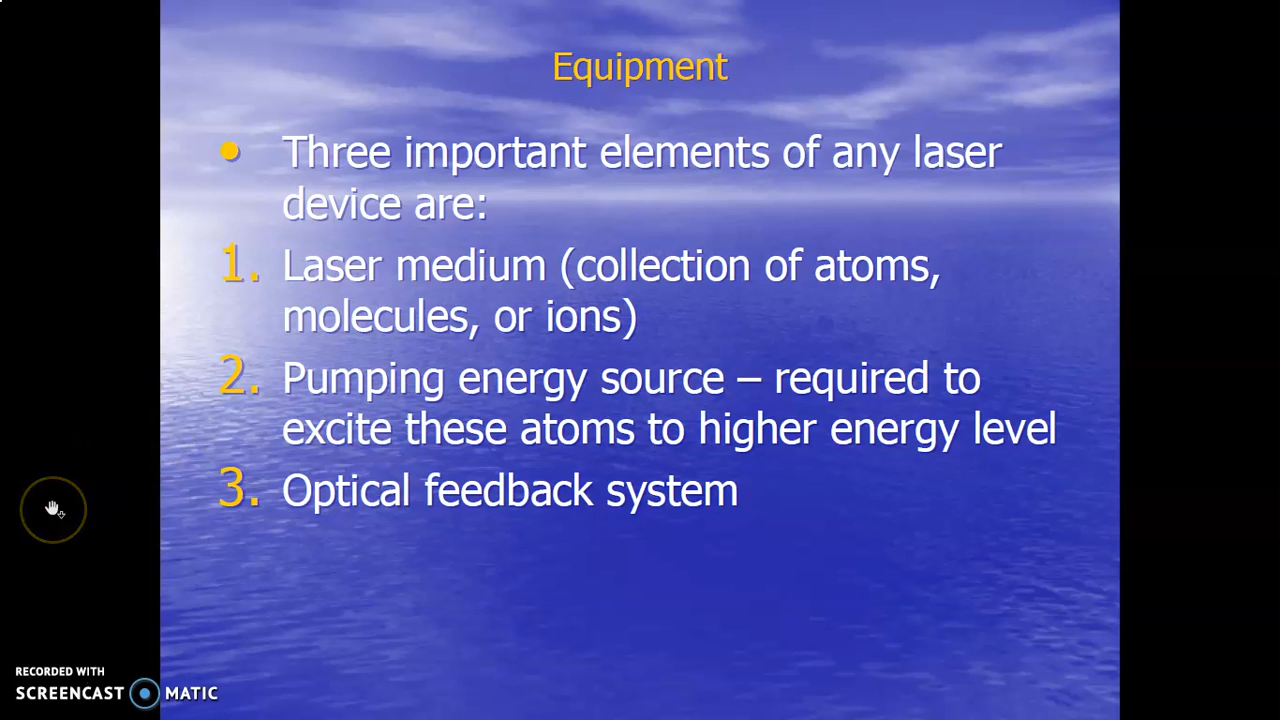 Equipment
• Three important elements of any laser
device are:
1. Laser medium (collection of atoms,
molecules, or ions)
2. Pumping energy source – required to
excite these atoms to higher energy level
3. Optical feedback system
RECORDED WITH
SCREENCAST MATIC